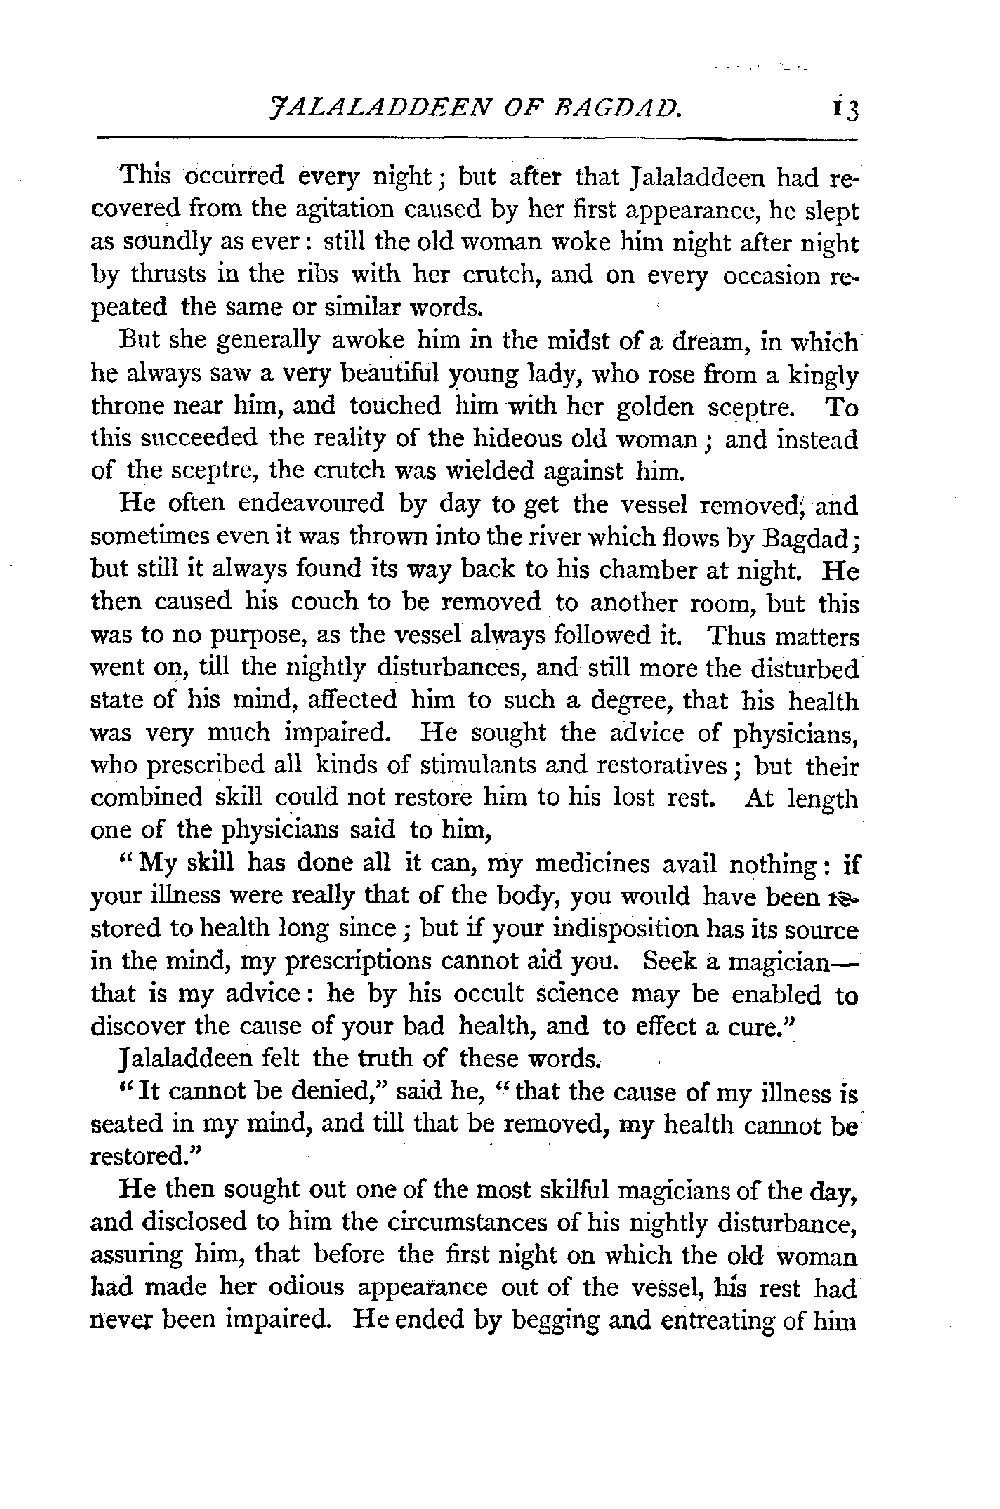 JALALADDEEN OF BAGDAD. 13
This occurred every night; but after that Jalaladdeen had re-
covered from the agitation caused by her first appearance, he slept
as soundly as ever: still the old woman woke him night after night
by thrusts in the ribs with her crutch, and on every occasion re-
peated the same or similar words.
But she generally awoke him in the midst of a dream, in which
he always saw a very beautiful young lady, who rose from a kingly
throne near him, and touched him with her golden sceptre. To
this succeeded the reality of the hideous old woman; and instead
of the sceptre, the crutch was wielded against him.
He often endeavoured by day to get the vessel removed; and
sometimes even it was thrown into the river which flows by Bagdad;
but still it always found its way back to his chamber at night. He
then caused his couch to be removed to another room, but this
was to no purpose, as the vessel always followed it. Thus matters
went on, till the nightly disturbances, and still more the disturbed
state of his mind, affected him to such a degree, that his health
was very much impaired. He sought the advice of physicians,
who prescribed all kinds of stimulants and restoratives; but their
combined skill could not restore him to his lost rest. At length
one of the physicians said to him,
"My skill has done all it can, my medicines avail nothing: if
your illness were really that of the body, you would have been re-
stored to health long since; but if your indisposition has its source
in the mind, my prescriptions cannot aid you. Seek a magician—
that is my advice: he by his occult science may be enabled to
discover the cause of your bad health, and to effect a cure."
Jalaladdeen felt the truth of these words.
"It cannot be denied," said he, "that the cause of my illness is
seated in my mind, and till that be removed, my health cannot be
restored."
He then sought out one of the most skilful magicians of the day,
and disclosed to him the circumstances of his nightly disturbance,
assuring him, that before the first night on which the old woman
had made her odious appearance out of the vessel, his rest had
never been impaired. He ended by begging and entreating of him